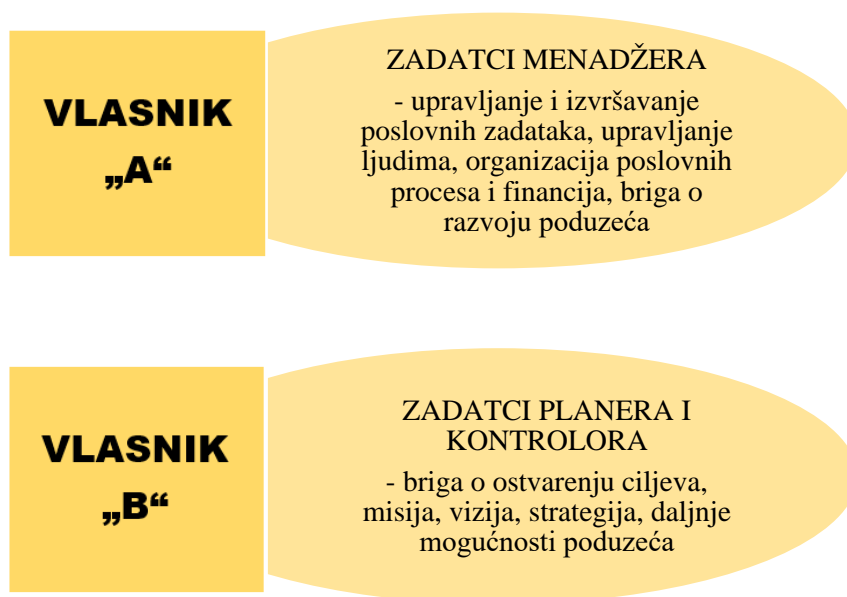 VLASNIK
„A“
ZADATCI MENADŽERA
- upravljanje i izvršavanje
poslovnih zadataka, upravljanje
ljudima, organizacija poslovnih
procesa i financija, briga o
razvoju poduzeća
VLASNIK
„B“
ZADATCI PLANERA I
KONTROLORA
- briga o ostvarenju ciljeva,
misija, vizija, strategija, daljnje
mogućnosti poduzeća